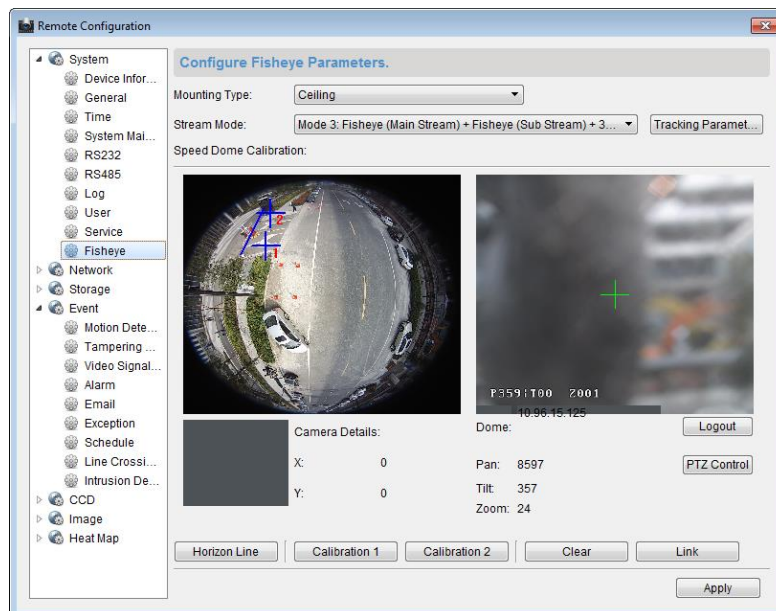 Remote Configuration
System
Device Infor...
General
Time
System Mai...
RS232
RS485
Log
User
Service
Fisheye
Network
Storage
Event
Motion Dete...
Tampering ...
Video Signal...
Alarm
Email
Exception
Schedule
Line Crossi...
Intrusion De...
CCD
Image
Heat Map
Configure Fisheye Parameters.
Mounting Type: Ceiling
Stream Mode: Mode 3: Fisheye (Main Stream) + Fisheye (Sub Stream) + 3... Tracking Paramet...
Speed Dome Calibration:
2
1
P359:T00 Z001
10.96.15.125
Camera Details:
X: 0
Y: 0
Dome: Logout
Pan: 8597 PTZ Control
Tilt: 357
Zoom: 24
Horizon Line Calibration 1 Calibration 2 Clear Link
Apply